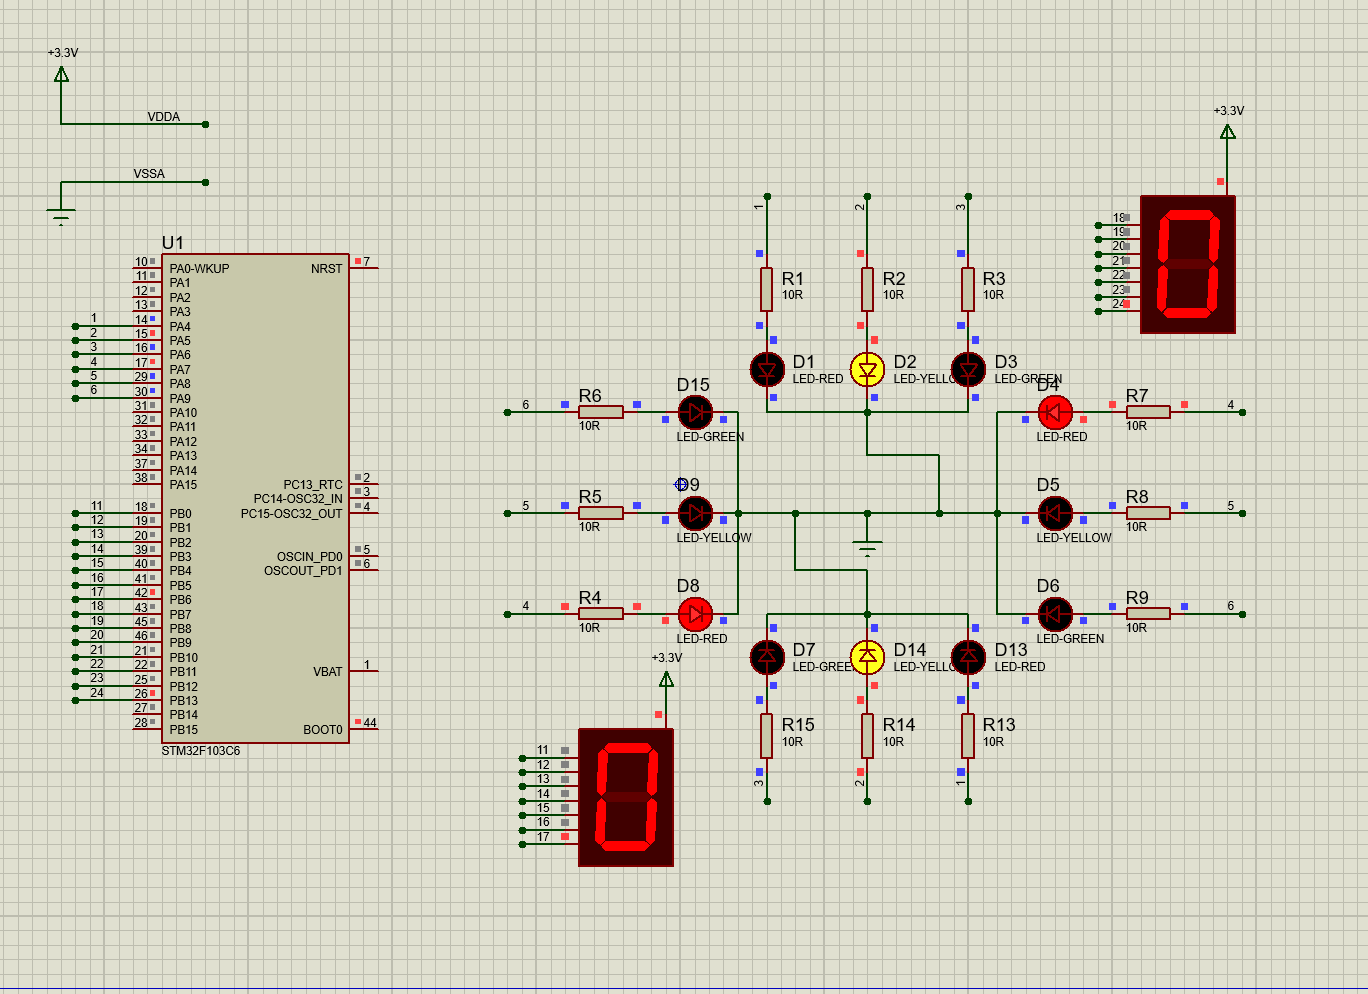 +3.3V
VDDA
VSSA
U1
10 PA0-WKUP NRST 7
11 PA1
12 PA2
13 PA3
1 14 PA4
2 15 PA5
3 16 PA6
4 17 PA7
5 29 PA8
6 30 PA9
31 PA10
32 PA11
33 PA12
34 PA13
37 PA14
38 PA15
PC13_RTC 2
PC14-OSC32_IN 3
11 18 PB0 PC15-OSC32_OUT 4
12 19 PB1
13 20 PB2
14 39 PB3 OSCIN_PD0 5
15 40 PB4 OSCOUT_PD1 6
16 41 PB5
17 42 PB6
18 43 PB7
19 45 PB8
20 46 PB9
21 21 PB10
22 22 PB11 VBAT 1
23 25 PB12
24 26 PB13
27 PB14
28 PB15 BOOT0 44
STM32F103C6
1 2 3
R1
10R
R2
10R
R3
10R
D1
LED-RED
D2
LED-YELLO
D3
LED-GREEN
+3.3V
18
19
20
21
22
23
24
6 R6
10R
D15
LED-GREEN
5 R5
10R
D9
LED-YELLOW
4 R4
10R
D8
LED-RED
D4
LED-RED
R7 4
10R
D5
LED-YELLOW
R8 5
10R
D6
LED-GREEN
R9 6
10R
D7
LED-GREE
D14
LED-YELLO
D13
LED-RED
R15
10R
R14
10R
R13
10R
3 2 1
+3.3V
11
12
13
14
15
16
17